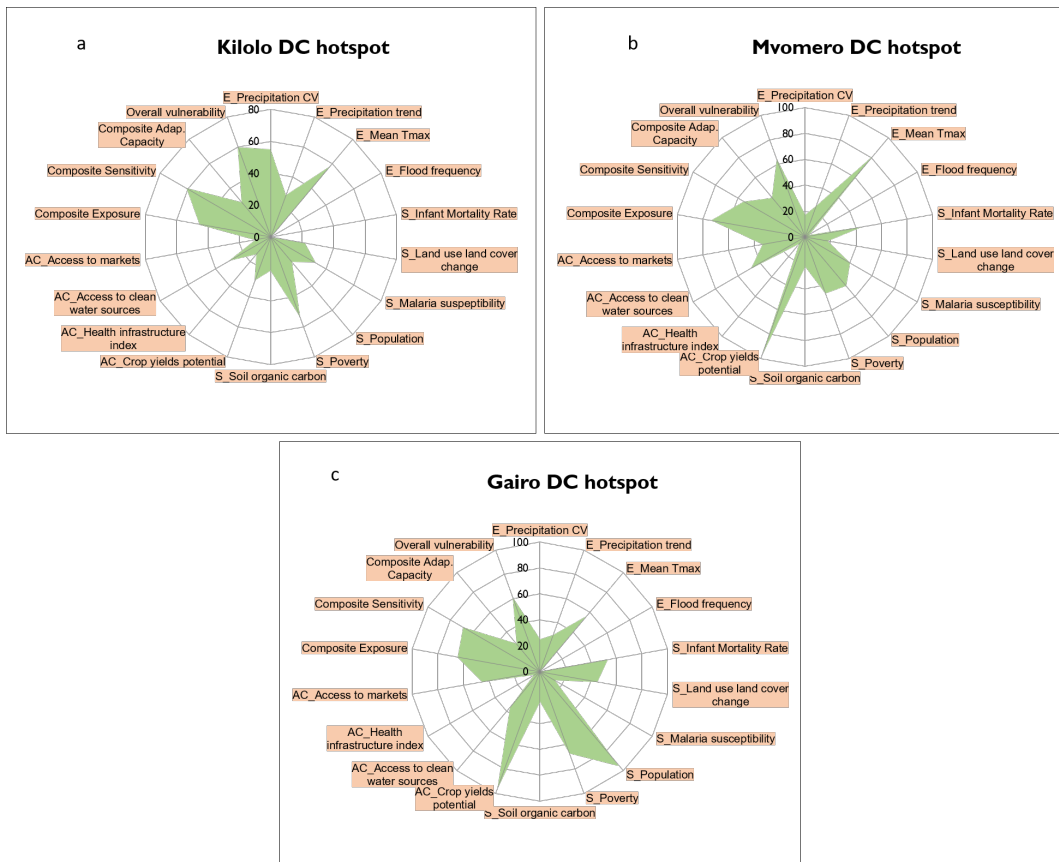 a
Kilolo DC hotspot
E_Precipitation CV
E_Precipitation trend
E_Mean Tmax
E_Flood frequency
S_Infant Mortality Rate
S_Land use land cover
change
S_Malaria suspeptibility
S_Population
S_Poverty
S_Soil organic carbon
AC_Crop yields potential
AC_Health infrastructure
index
AC_Access to clean
water sources
AC_Access to markets
Composite Exposure
Composite Sensitivity
Composite Adap.
Capacity
Overall vulnerability
80
60
40
20
0
b
Mvomero DC hotspot
E_Precipitation CV
E_Precipitation trend
E_Mean Tmax
E_Flood frequency
S_Infant Mortality Rate
S_Land use land cover
change
S_Malaria susceptibility
S_Population
S_Poverty
S_Soil organic carbon
AC_Crop yields
potential
AC_Health
infrastructure index
AC_Access to clean
water sources
AC_Access to markets
Composite Exposure
Composite Sensitivity
Composite Adap.
Capacity
Overall vulnerability
100
80
60
40
20
0
c
Gairo DC hotspot
E_Precipitation CV
E_Precipitation trend
E_Mean Tmax
E_Flood frequency
S_Infant Mortality Rate
S_Land use land cover
change
S_Malaria susceptibility
S_Population
S_Poverty
S_Soil organic carbon
AC_Crop yields
potential
AC_Access to clean
water sources
AC_Health
infrastructure index
AC_Access to markets
Composite Exposure
Composite Sensitivity
Composite Adap.
Capacity
Overall vulnerability
100
80
60
40
20
0